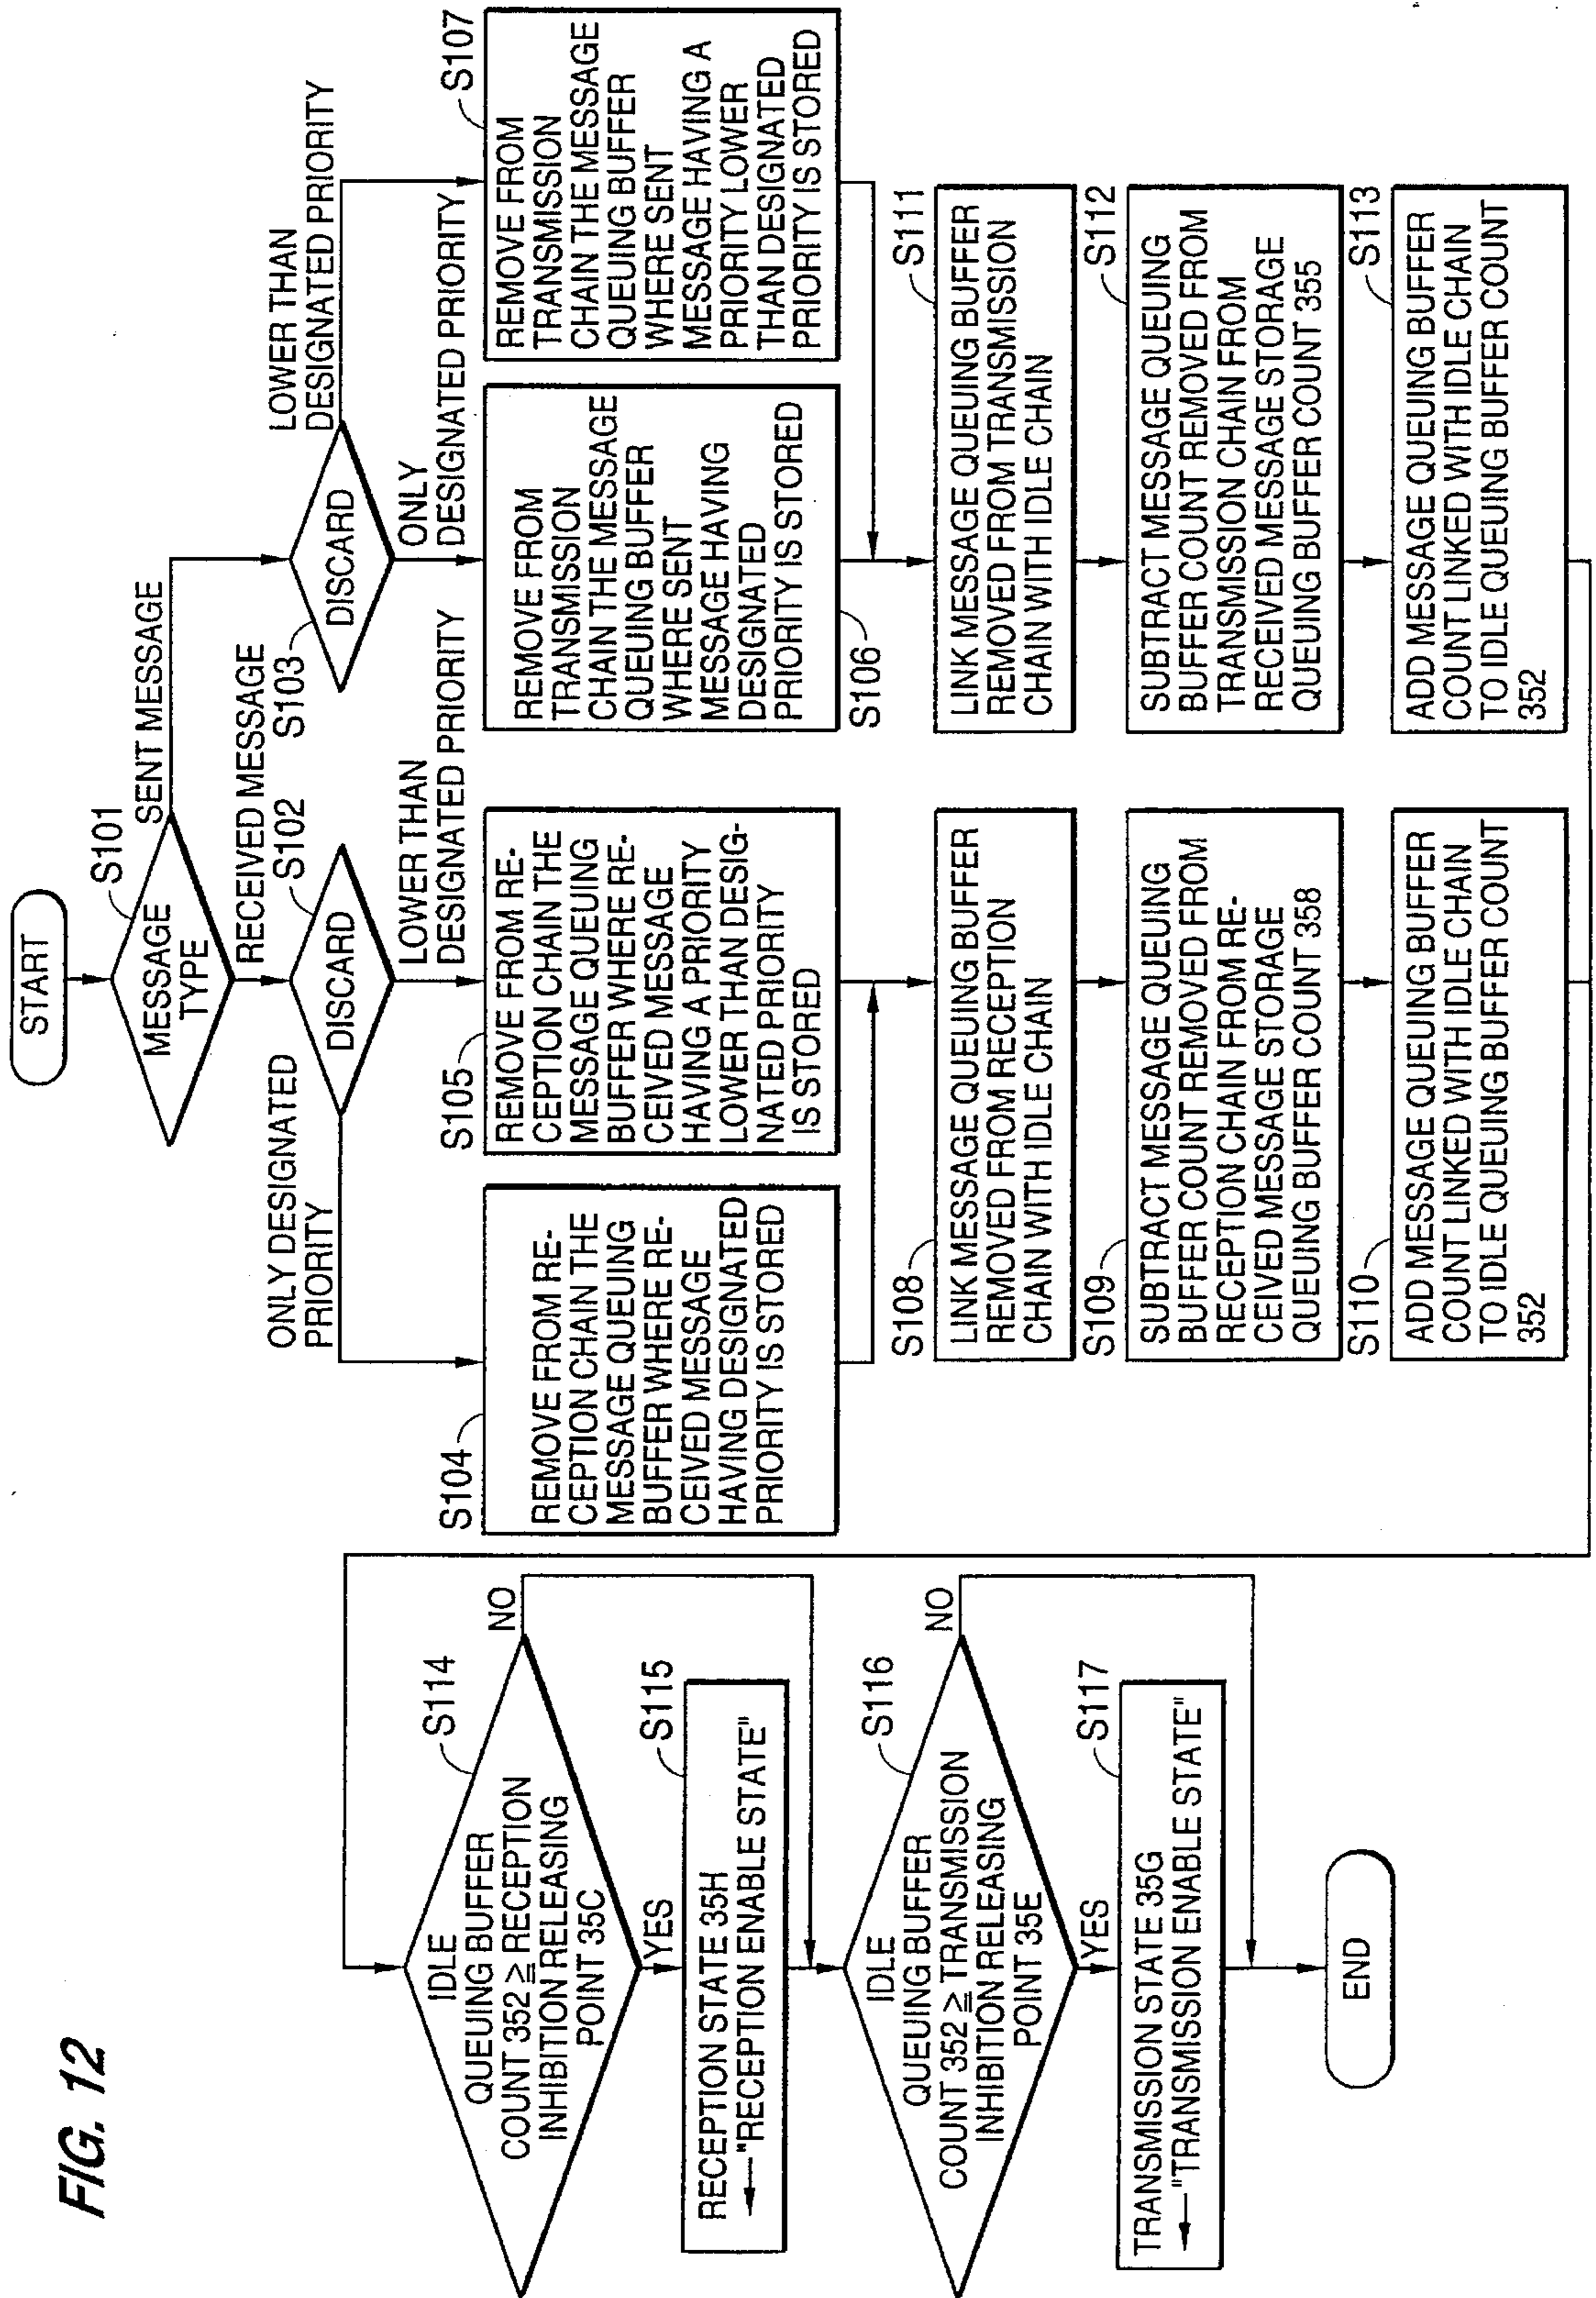 FIG. 12
START
S101
MESSAGE
TYPE
SENT MESSAGE
RECEIVED MESSAGE
S102
DISCARD
ONLY DESIGNATED
PRIORITY
LOWER THAN
DESIGNATED PRIORITY
S103
DISCARD
ONLY
DESIGNATED PRIORITY
LOWER THAN
DESIGNATED PRIORITY
S104
REMOVE FROM RE-
CEPTION CHAIN THE
MESSAGE QUEUING
BUFFER WHERE RE-
CEIVED MESSAGE
HAVING DESIGNATED
PRIORITY IS STORED
S105
REMOVE FROM RE-
CEPTION CHAIN THE
MESSAGE QUEUING
BUFFER WHERE RE-
CEIVED MESSAGE
HAVING A PRIORITY
LOWER THAN DESIG-
NATED PRIORITY
IS STORED
S106
REMOVE FROM
TRANSMISSION
CHAIN THE MESSAGE
QUEUING BUFFER
WHERE SENT
MESSAGE HAVING
DESIGNATED
PRIORITY IS STORED
S107
REMOVE FROM
TRANSMISSION
CHAIN THE MESSAGE
QUEUING BUFFER
WHERE SENT
MESSAGE HAVING A
PRIORITY LOWER
THAN DESIGNATED
PRIORITY IS STORED
S108
LINK MESSAGE QUEUING BUFFER
REMOVED FROM RECEPTION
CHAIN WITH IDLE CHAIN
S109
SUBTRACT MESSAGE QUEUING
BUFFER COUNT REMOVED FROM
RECEPTION CHAIN FROM RE-
CEIVED MESSAGE STORAGE
QUEUING BUFFER COUNT 358
S110
ADD MESSAGE QUEUING BUFFER
COUNT LINKED WITH IDLE CHAIN
TO IDLE QUEUING BUFFER COUNT
352
S111
LINK MESSAGE QUEUING BUFFER
REMOVED FROM TRANSMISSION
CHAIN WITH IDLE CHAIN
S112
SUBTRACT MESSAGE QUEUING
BUFFER COUNT REMOVED FROM
TRANSMISSION CHAIN FROM
RECEIVED MESSAGE STORAGE
QUEUING BUFFER COUNT 355
S113
ADD MESSAGE QUEUING BUFFER
COUNT LINKED WITH IDLE CHAIN
TO IDLE QUEUING BUFFER COUNT
352
S114
IDLE
QUEUING BUFFER
COUNT 352 ≧ RECEPTION
INHIBITION RELEASING
POINT 35C
NO
YES
S115
RECEPTION STATE 35H
←"RECEPTION ENABLE STATE"
S116
IDLE
QUEUING BUFFER
COUNT 352 ≧ TRANSMISSION
INHIBITION RELEASING
POINT 35E
NO
YES
S117
TRANSMISSION STATE 35G
←"TRANSMISSION ENABLE STATE"
END